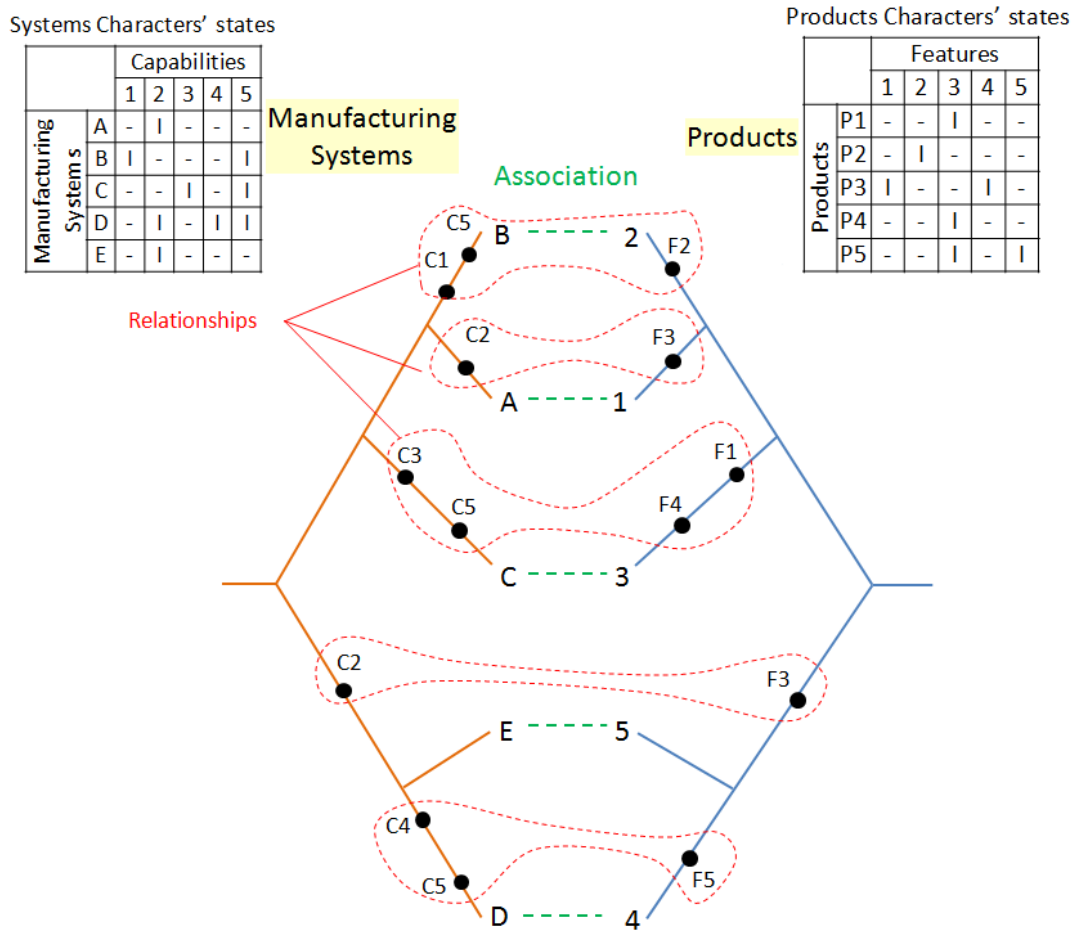 Systems Characters’ states
Capabilities
1 2 3 4 5
Manufacturing Systems
A - I - - -
B I - - - I
C - - I - I
D - I - I I
E - I - - -
Manufacturing
Systems
Products
Association
Products Characters’ states
Features
1 2 3 4 5
Products
P1 - - I - -
P2 - I - - -
P3 I - - I -
P4 - - I - -
P5 - - I - I
Relationships
C5 B 2 F2
C1
C2 F3
A 1
C3 F1
C5 F4
C 3
C2 F3
E 5
C4
C5 F5
D 4